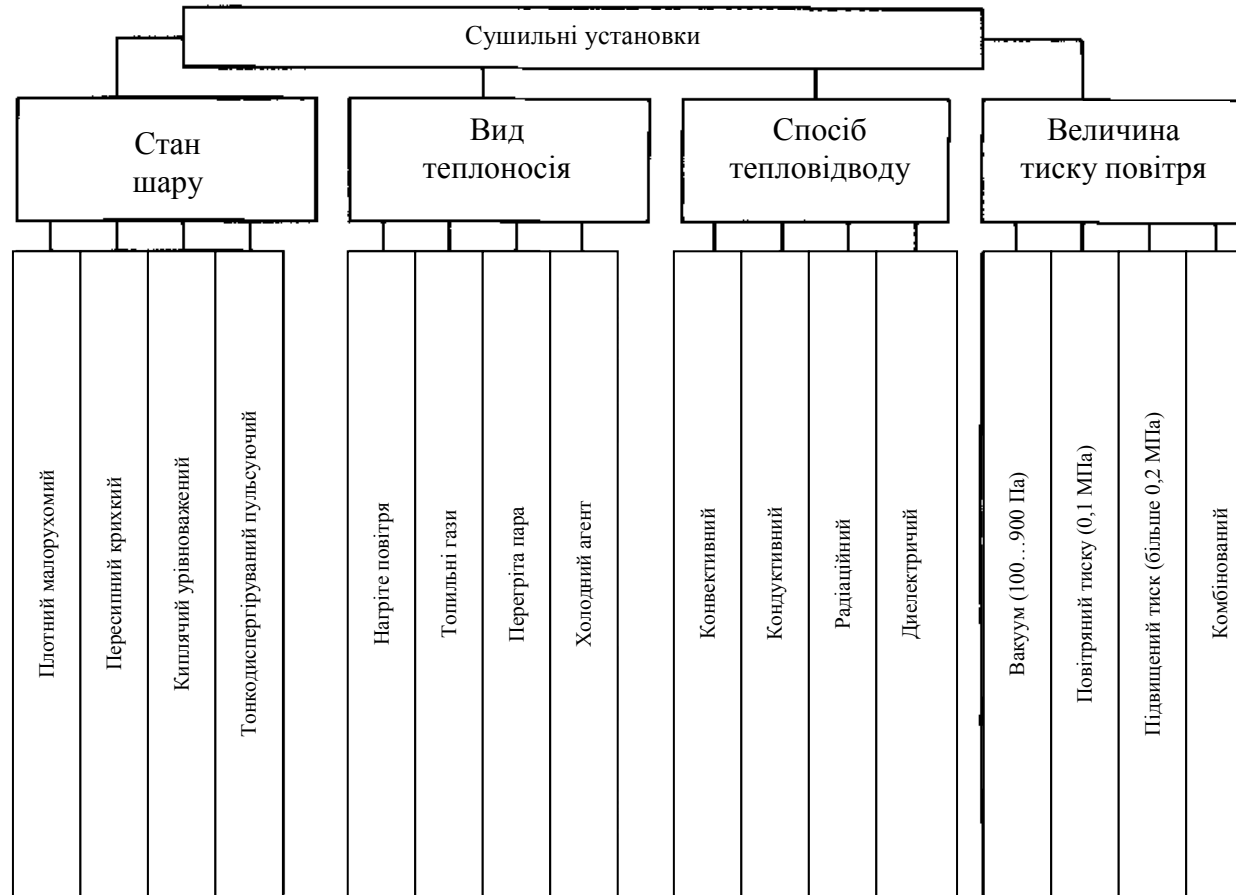 Сушильні установки
Стан
шару
Вид
теплоносія
Спосіб
тепловідводу
Величина
тиску повітря
Плотний малорухомий
Пересипний крихкий
Киплячий урівноважений
Тонкодиспергіруваний пульсуючий
Нагріте повітря
Топильні гази
Перегріта пара
Холодний агент
Конвективний
Кондуктивний
Радіаційний
Диелектричий
Вакуум (100…900 Па)
Повітряний тиску (0,1 МПа)
Підвищений тиск (більше 0,2 МПа)
Комбінований